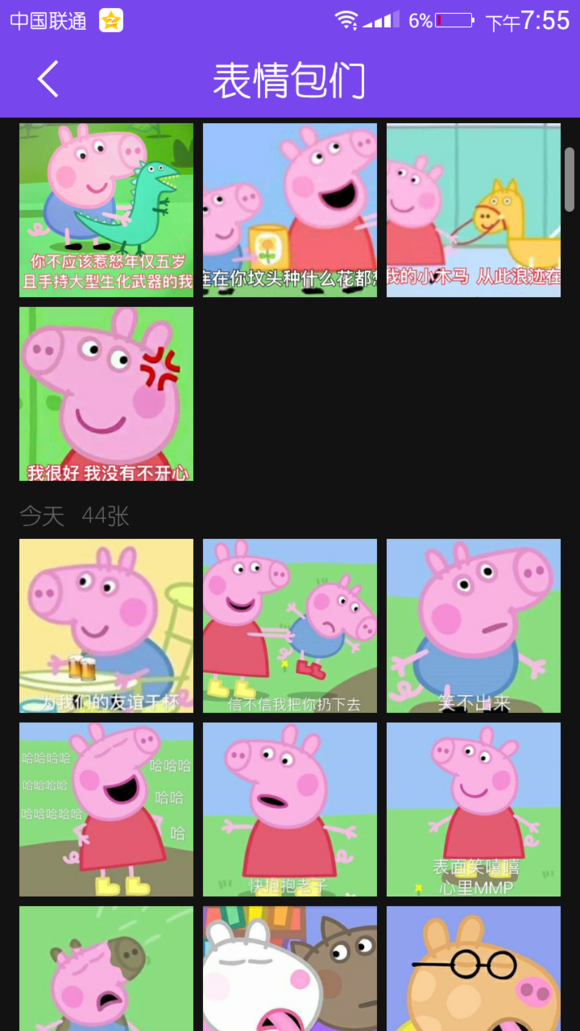 中国联通
6%
下午7:55
表情包们
你不应该惹怒年仅五岁
且手持大型生化武器的我
在你坟头种什么花都
我的小木马 从此浪迹在
我很好 我没有不开心
今天 44张
为我们的友谊干杯
信不信我把你扔下去
笑不出来
哈哈哈哈
哈哈哈
哈哈哈哈
哈哈
哈哈哈哈哈
哈
快抱抱老子
表面笑嘻嘻
心里MMP